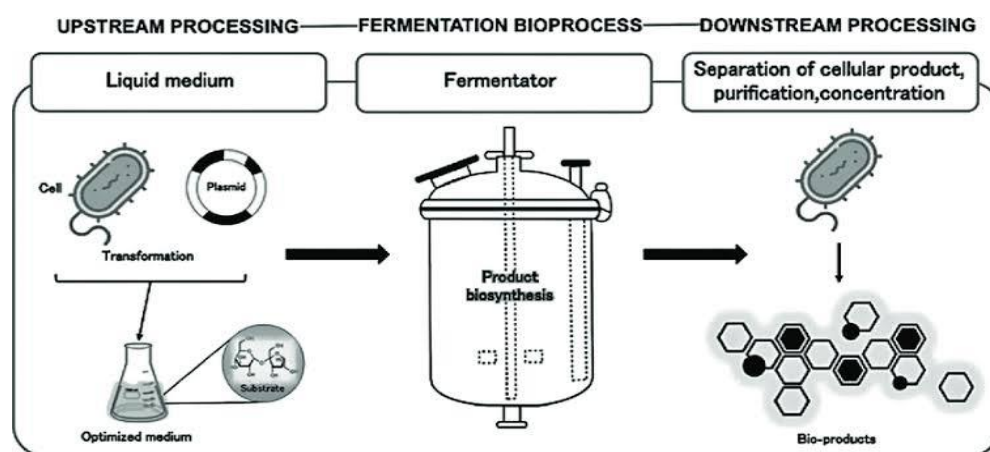 UPSTREAM PROCESSING
FERMENTATION BIOPROCESS
DOWNSTREAM PROCESSING
Liquid medium
Fermentator
Separation of cellular product,
purification,concentration
Cell
Plasmid
Transformation
Product
biosynthesis
Substrate
Optimized medium
Bio-products